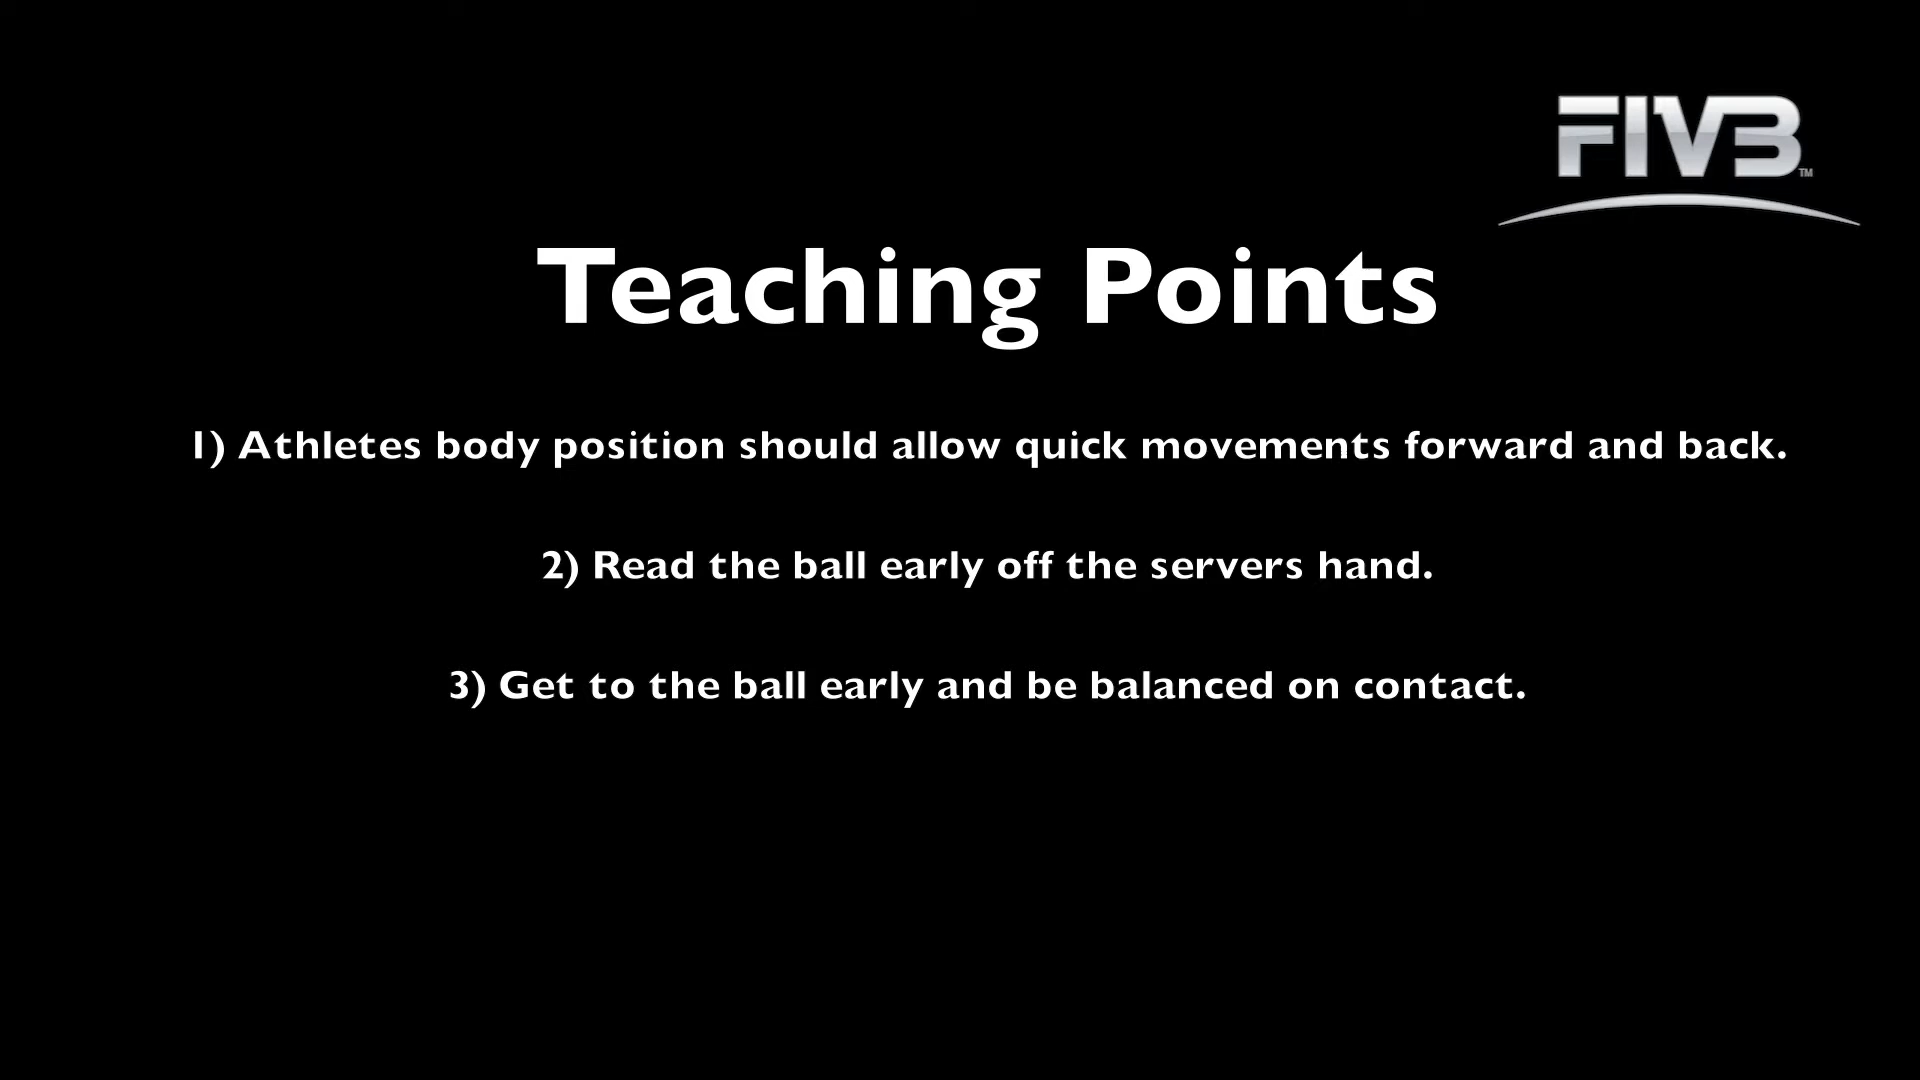 FIVB™
Teaching Points
1) Athletes body position should allow quick movements forward and back.
2) Read the ball early off the servers hand.
3) Get to the ball early and be balanced on contact.